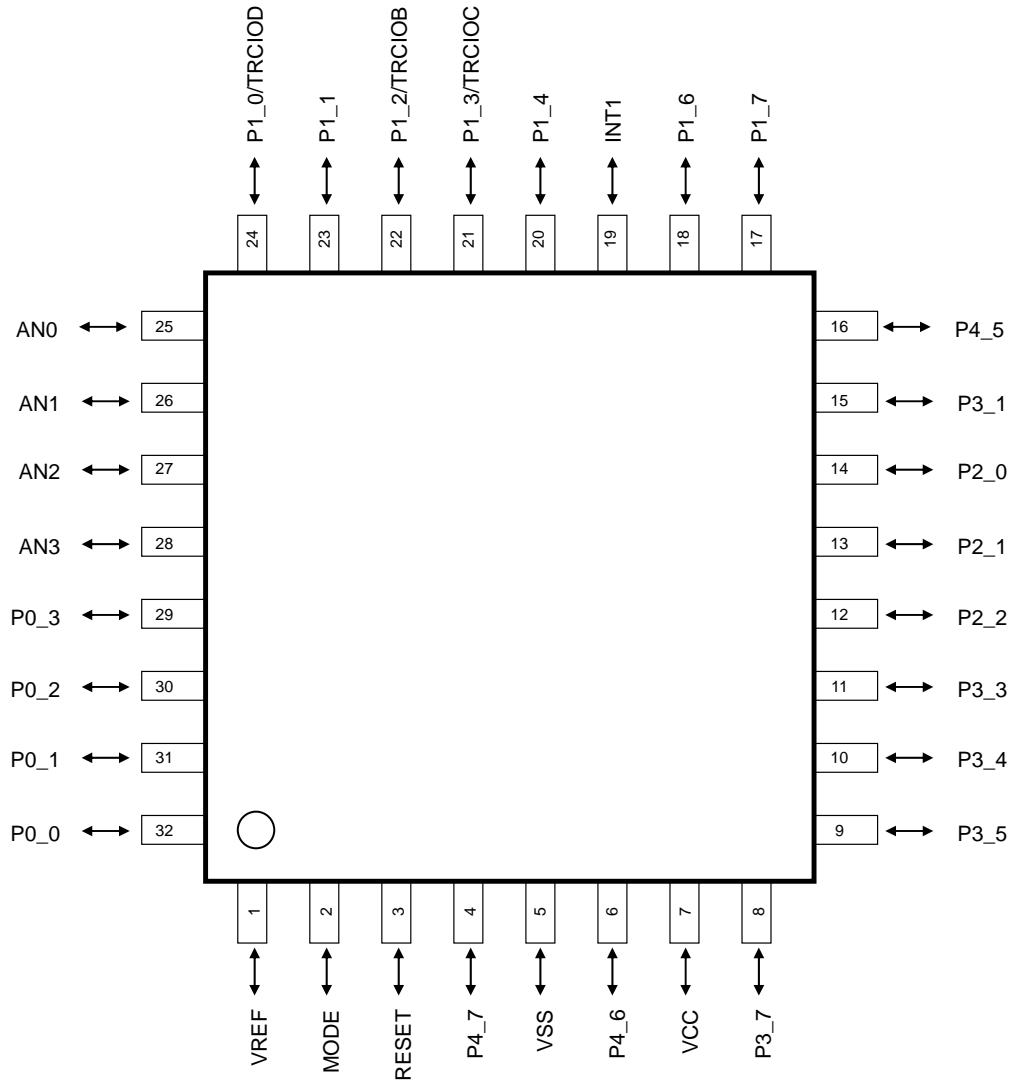 P1_0/TRCIOD
P1_1
P1_2/TRCIOB
P1_3/TRCIOC
P1_4
INT1
P1_6
P1_7
24
23
22
21
20
19
18
17
AN0
25
16
P4_5
AN1
26
15
P3_1
AN2
27
14
P2_0
AN3
28
13
P2_1
P0_3
29
12
P2_2
P0_2
30
11
P3_3
P0_1
31
10
P3_4
P0_0
32
9
P3_5
1
2
3
4
5
6
7
8
VREF
MODE
RESET
P4_7
VSS
P4_6
VCC
P3_7